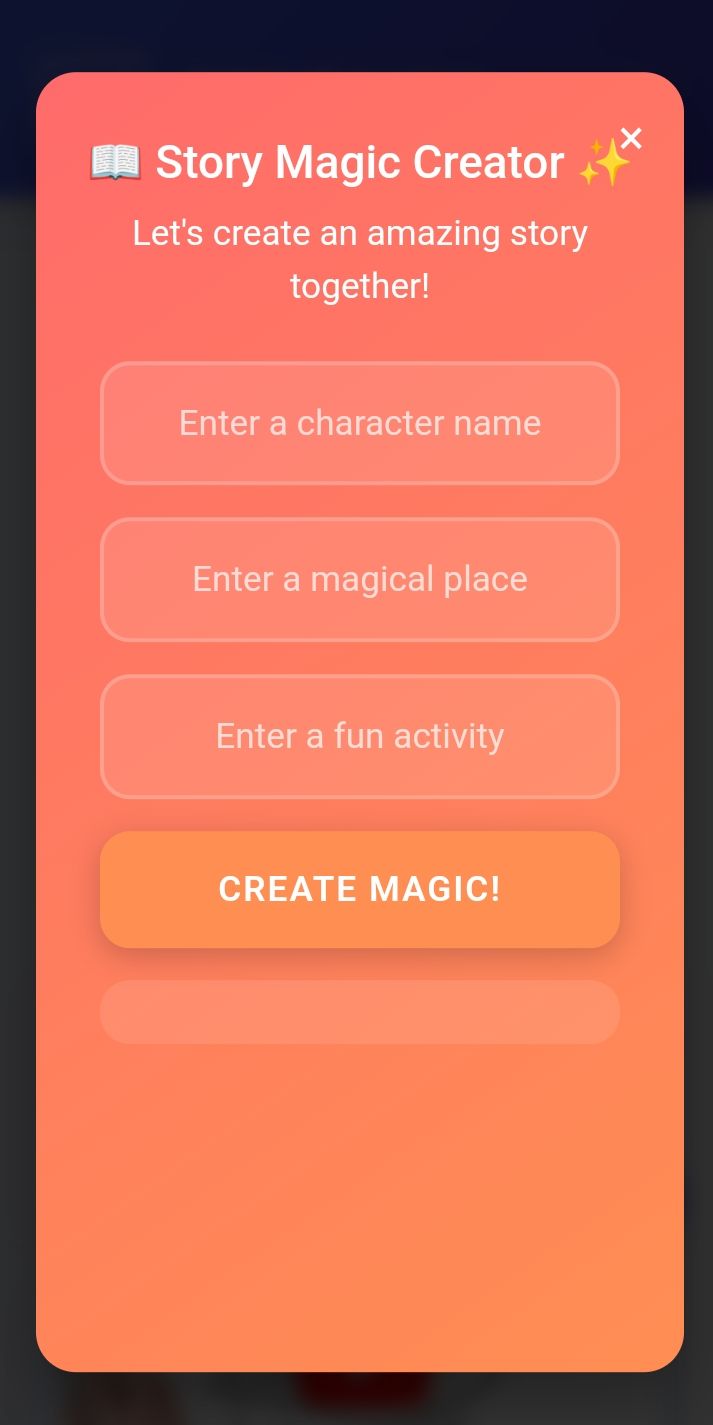 📖 Story Magic Creator ✨
×
Let's create an amazing story
together!
Enter a character name
Enter a magical place
Enter a fun activity
CREATE MAGIC!